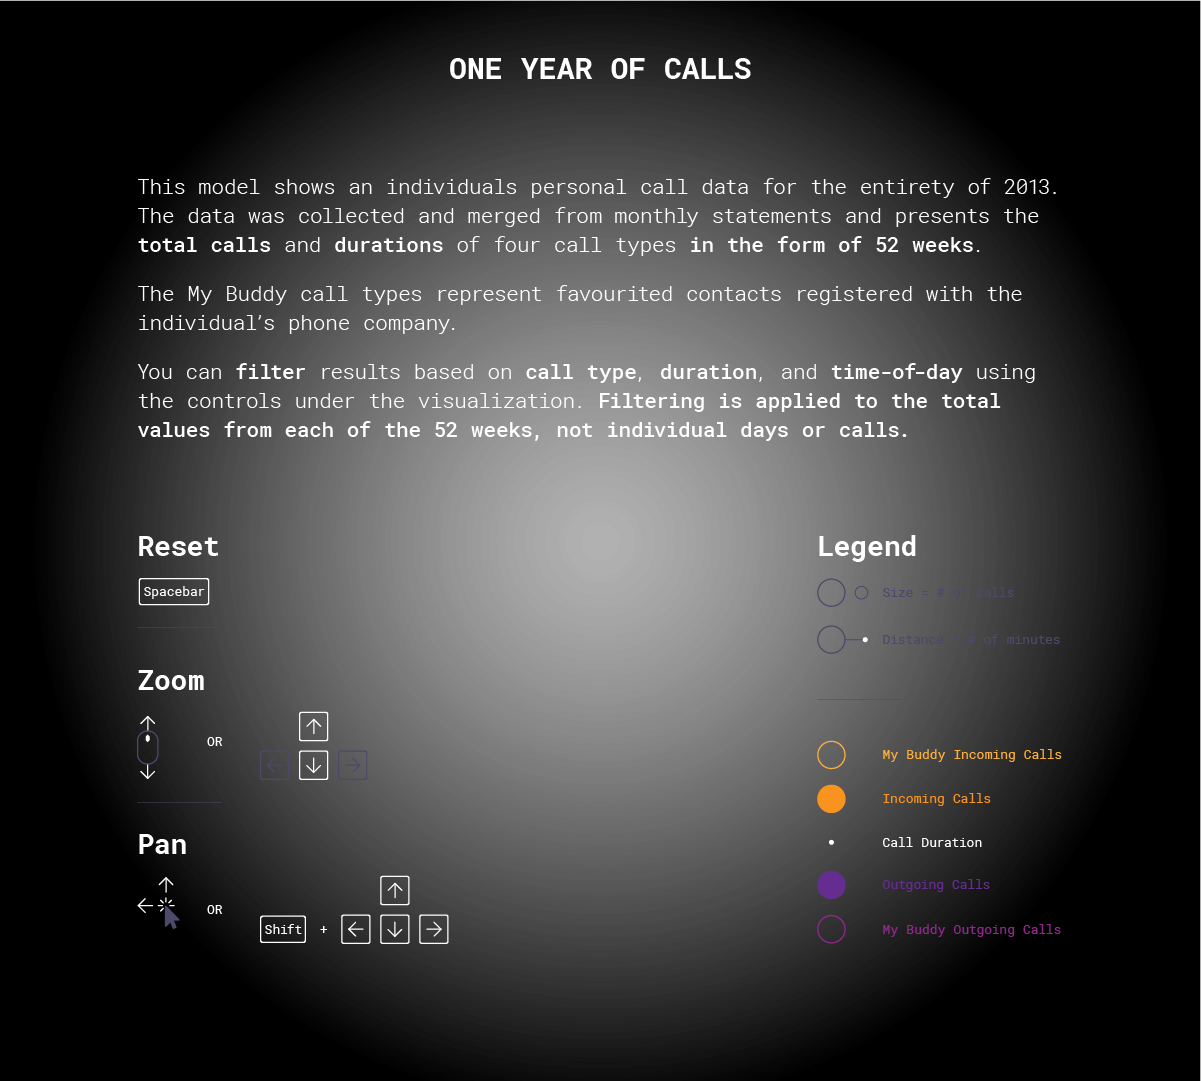 ONE YEAR OF CALLS
This model shows an individuals personal call data for the entirety of 2013.
The data was collected and merged from monthly statements and presents the
total calls and durations of four call types in the form of 52 weeks.
The My Buddy call types represent favourited contacts registered with the
individual's phone company.
You can filter results based on call type, duration, and time-of-day using
the controls under the visualization. Filtering is applied to the total
values from each of the 52 weeks, not individual days or calls.
Reset
Spacebar
Zoom
OR
Pan
OR
Shift +
Legend
Size = # of calls
Distance = # of minutes
My Buddy Incoming Calls
Incoming Calls
Call Duration
Outgoing Calls
My Buddy Outgoing Calls